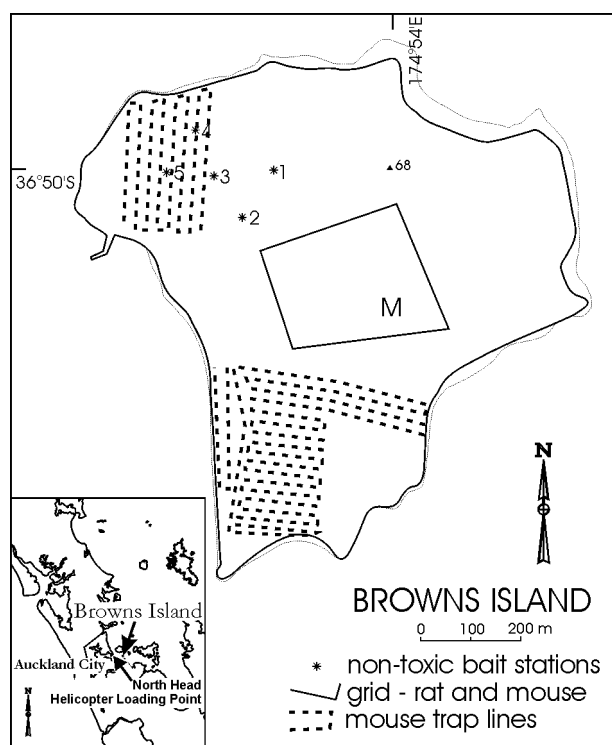 174°54'E
4
36°50'S
5
3
1
68
2
M
N
BROWNS ISLAND
0 100 200 m
* non-toxic bait stations
grid - rat and mouse
mouse trap lines
Browns Island
Auckland City
North Head
Helicopter Loading Point
N